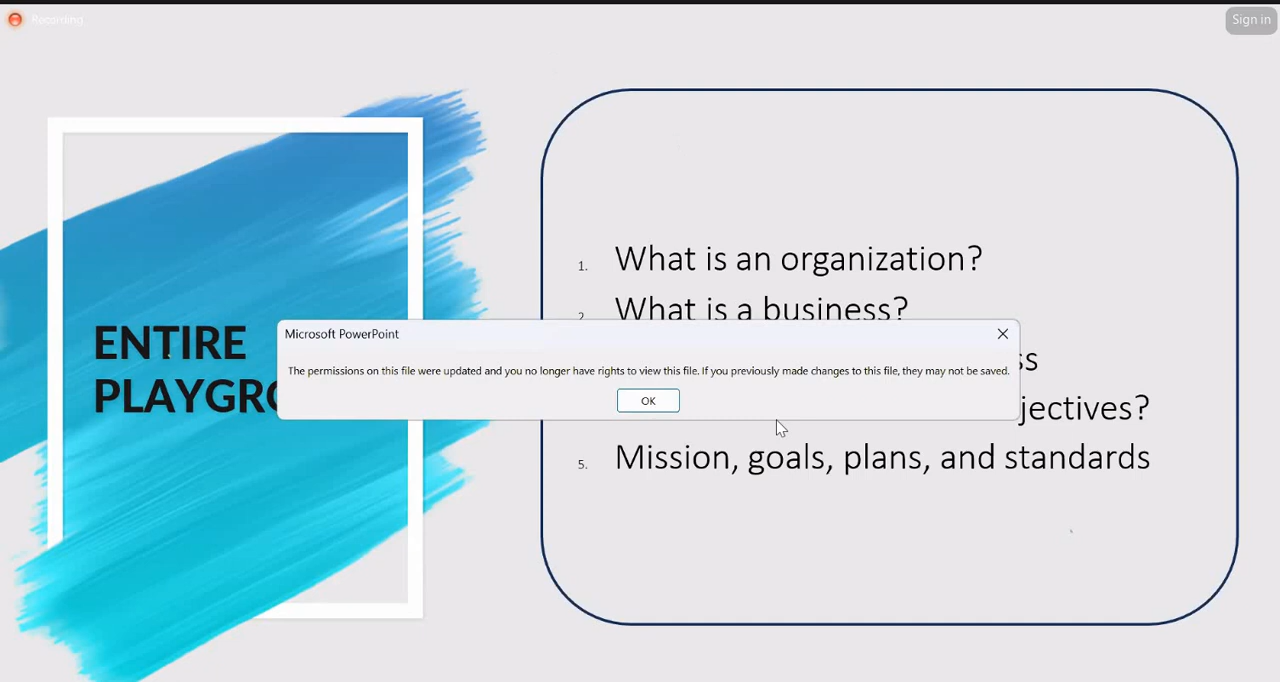 Recording
Sign in
ENTIRE
1. What is an organization?
2. What is a business?
jectives?
5. Mission, goals, plans, and standards
Microsoft PowerPoint
The permissions on this file were updated and you no longer have rights to view this file. If you previously made changes to this file, they may not be saved.
OK